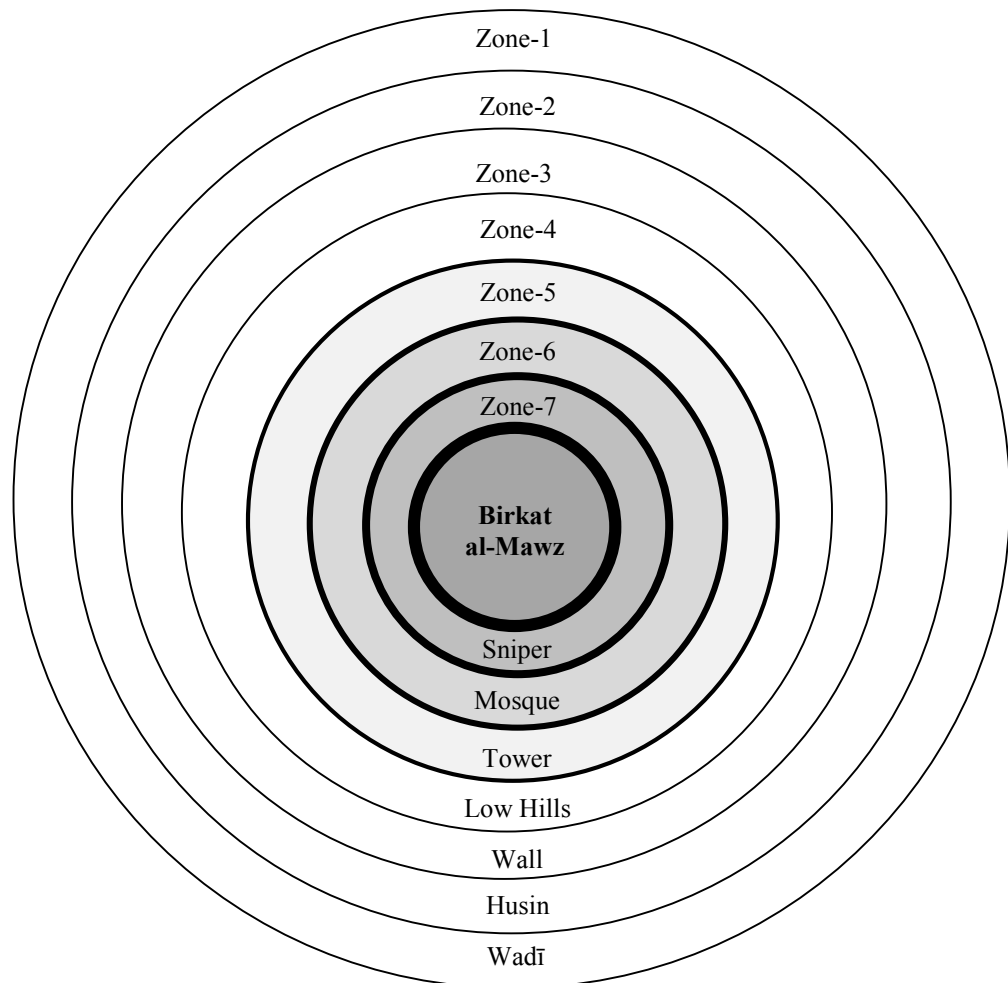 Zone-1
Zone-2
Zone-3
Zone-4
Zone-5
Zone-6
Zone-7
Birkat
al-Mawz
Sniper
Mosque
Tower
Low Hills
Wall
Husin
Wadī